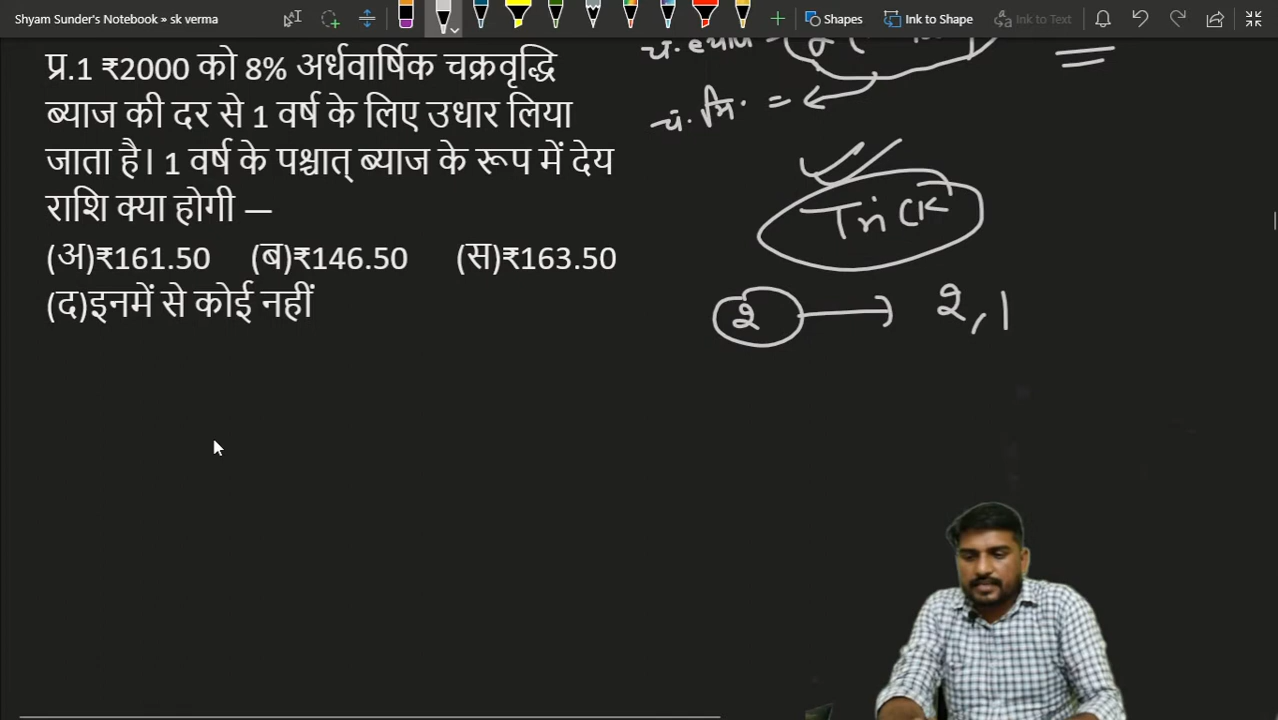 Shyam Sunder's Notebook » sk verma
Shapes
Ink to Shape
Ink to Text
प्र.1 ₹2000 को 8% अर्धवार्षिक चक्रवृद्धि
ब्याज की दर से 1 वर्ष के लिए उधार लिया
जाता है। 1 वर्ष के पश्चात् ब्याज के रूप में देय
राशि क्या होगी —
(अ)₹161.50 (ब)₹146.50 (स)₹163.50
(द)इनमें से कोई नहीं
च. मि. =
Trick
2 → 2, 1